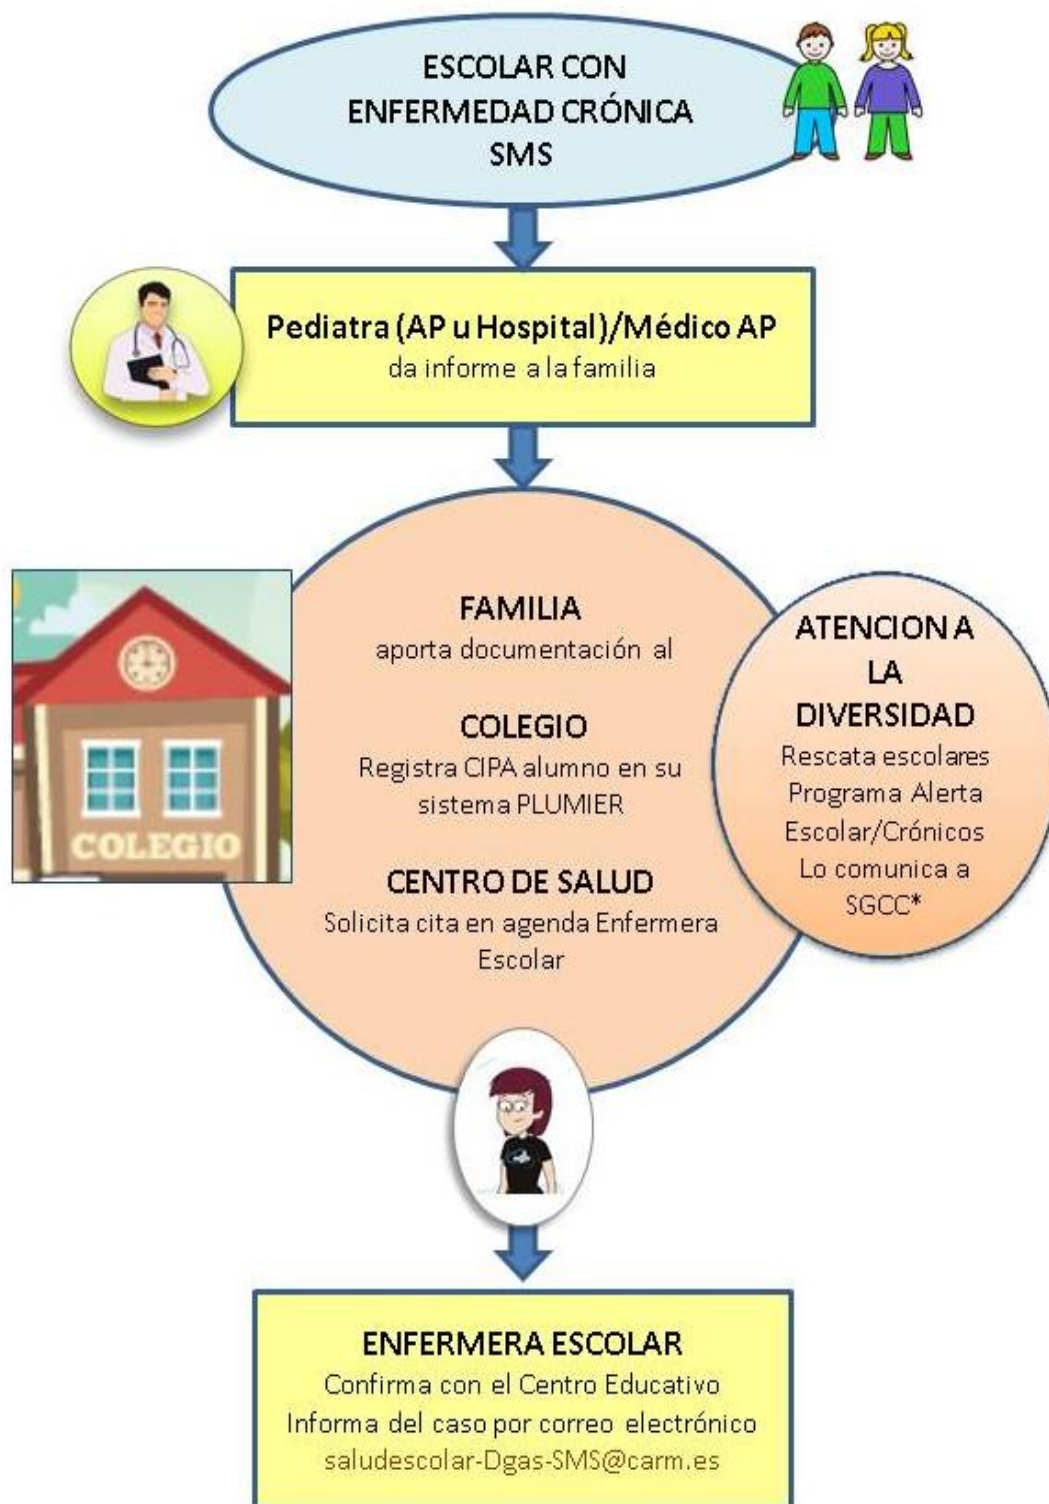 ESCOLAR CON
ENFERMEDAD CRÓNICA
SMS
Pediatra (AP u Hospital)/Médico AP
da informe a la familia
FAMILIA
aporta documentación al
COLEGIO
Registra CIPA alumno en su
sistema PLUMIER
CENTRO DE SALUD
Solicita cita en agenda Enfermera
Escolar
COLEGIO
ATENCION A
LA
DIVERSIDAD
Rescata escolares
Programa Alerta
Escolar/Crónicos
Lo comunica a
SGCC*
ENFERMERA ESCOLAR
Confirma con el Centro Educativo
Informa del caso por correo electrónico
saludescolar-Dgas-SMS@carm.es